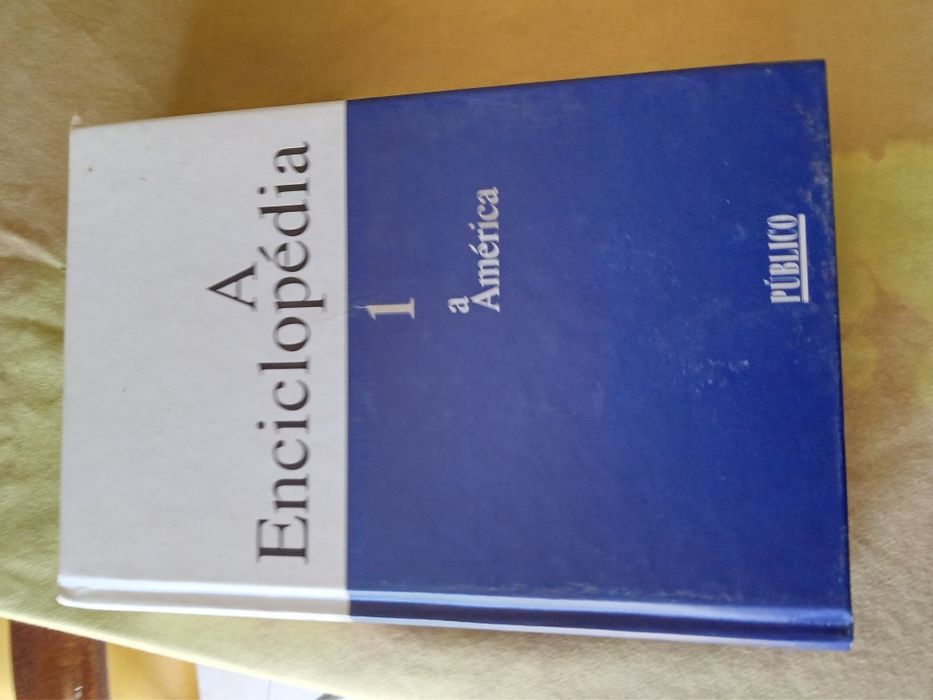 A
Enciclopédia
1
a
América
PÚBLICO